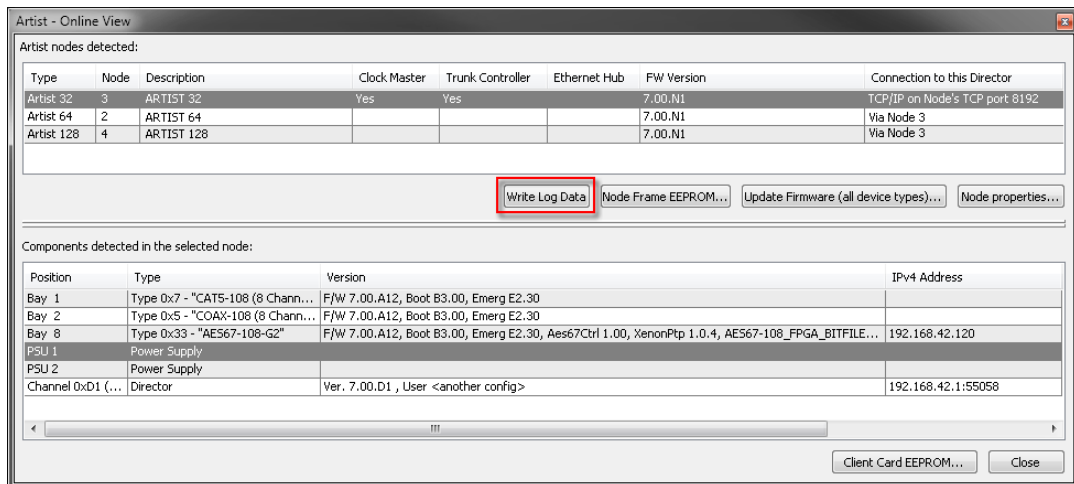 Artist - Online View
Artist nodes detected:
Type Node Description Clock Master Trunk Controller Ethernet Hub FW Version Connection to this Director
Artist 32 3 ARTIST 32 Yes Yes 7.00.N1 TCP/IP on Node's TCP port 8192
Artist 64 2 ARTIST 64 7.00.N1 Via Node 3
Artist 128 4 ARTIST 128 7.00.N1 Via Node 3
Write Log Data Node Frame EEPROM... Update Firmware (all device types)... Node properties...
Components detected in the selected node:
Position Type Version IPv4 Address
Bay 1 Type 0x7 - "CAT5-108 (8 Chann... F/W 7.00.A12, Boot B3.00, Emerg E2.30
Bay 2 Type 0x5 - "COAX-108 (8 Chann... F/W 7.00.A12, Boot B3.00, Emerg E2.30
Bay 8 Type 0x33 - "AES67-108-G2" F/W 7.00.A12, Boot B3.00, Emerg E2.30, Aes67Ctrl 1.00, XenonPtp 1.0.4, AES67-108_FPGA_BITFILE... 192.168.42.120
PSU 1 Power Supply
PSU 2 Power Supply
Channel 0xD1 (... Director Ver. 7.00.D1 , User <another config> 192.168.42.1:55058
Client Card EEPROM... Close